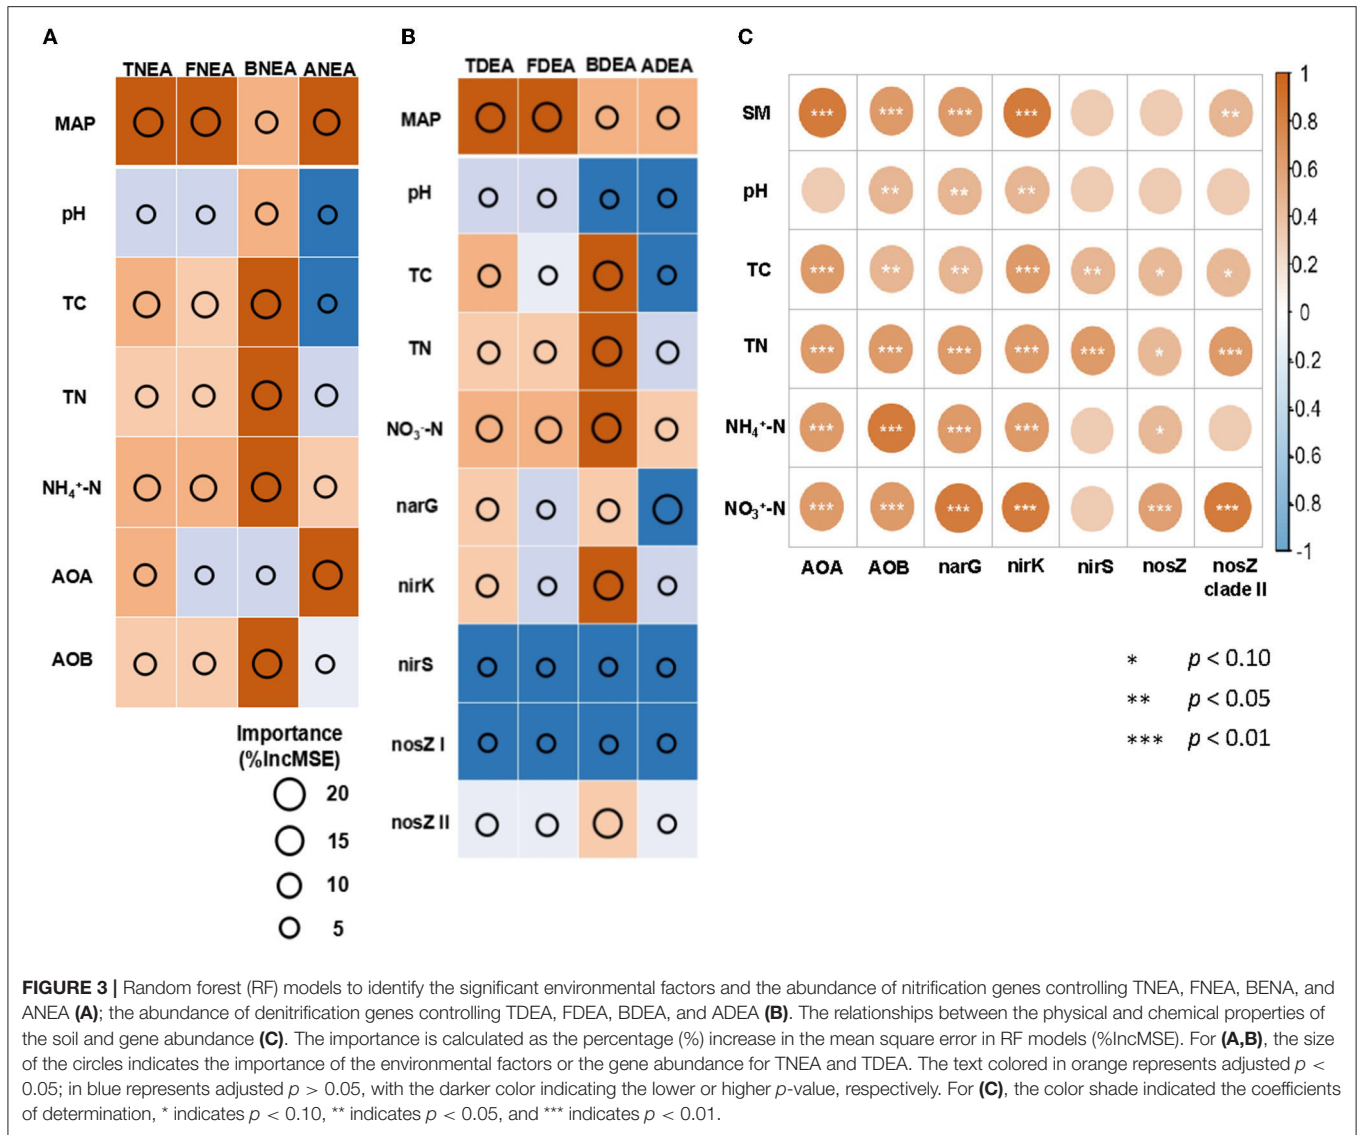 A
TNEA FNEA BNEA ANEA
MAP
pH
TC
TN
NH₄⁺-N
AOA
AOB
Importance
(%IncMSE)
20
15
10
5
B
TDEA FDEA BDEA ADEA
MAP
pH
TC
TN
NO₃⁻-N
narG
nirK
nirS
nosZ I
nosZ II
C
SM *** *** *** *** **
pH ** ** **
TC *** ** ** *** ** * *
TN *** *** *** *** *** * ***
NH₄⁺-N *** *** *** *** *
NO₃⁺-N *** *** *** *** *** ***
AOA AOB narG nirK nirS nosZ nosZ
clade II
1
0.8
0.6
0.4
0.2
0
-0.2
0.4
0.6
0.8
-1
* p < 0.10
** p < 0.05
*** p < 0.01
FIGURE 3 | Random forest (RF) models to identify the significant environmental factors and the abundance of nitrification genes controlling TNEA, FNEA, BENA, and
ANEA (A); the abundance of denitrification genes controlling TDEA, FDEA, BDEA, and ADEA (B). The relationships between the physical and chemical properties of
the soil and gene abundance (C). The importance is calculated as the percentage (%) increase in the mean square error in RF models (%IncMSE). For (A,B), the size
of the circles indicates the importance of the environmental factors or the gene abundance for TNEA and TDEA. The text colored in orange represents adjusted p <
0.05; in blue represents adjusted p > 0.05, with the darker color indicating the lower or higher p-value, respectively. For (C), the color shade indicated the coefficients
of determination, * indicates p < 0.10, ** indicates p < 0.05, and *** indicates p < 0.01.